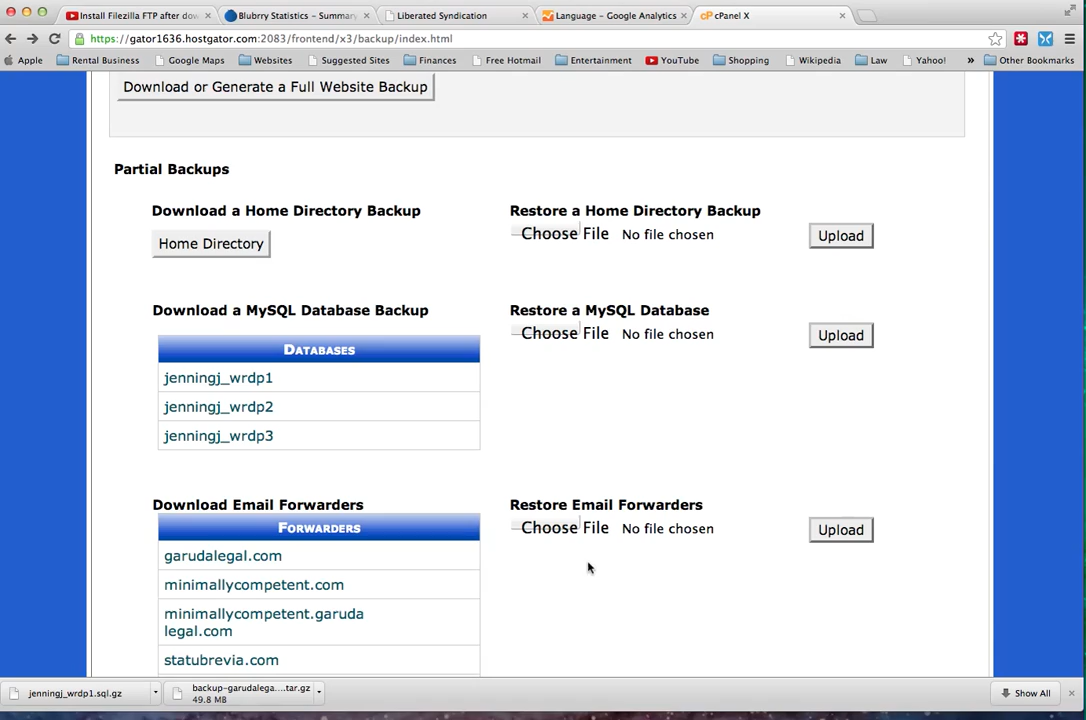 Install Filezilla FTP after dow
Blubrry Statistics – Summary
Liberated Syndication
Language – Google Analytics
cP cPanel X
https://gator1636.hostgator.com:2083/frontend/x3/backup/index.html
Apple
Rental Business
Google Maps
Websites
Suggested Sites
Finances
Free Hotmail
Entertainment
YouTube
Shopping
Wikipedia
Law
Yahoo!
»
Other Bookmarks
Download or Generate a Full Website Backup
Partial Backups
Download a Home Directory Backup
Restore a Home Directory Backup
Home Directory
Choose File No file chosen
Upload
Download a MySQL Database Backup
Restore a MySQL Database
Choose File No file chosen
Upload
Databases
jenningj_wrdp1
jenningj_wrdp2
jenningj_wrdp3
Download Email Forwarders
Restore Email Forwarders
Forwarders
Choose File No file chosen
Upload
garudalegal.com
minimallycompetent.com
minimallycompetent.garuda
legal.com
statubrevia.com
jenningj_wrdp1.sql.gz
backup-garudalega....tar.gz
49.8 MB
Show All